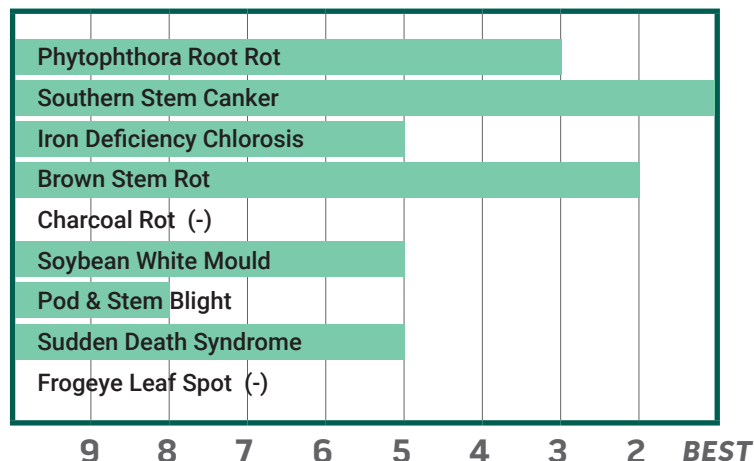 Phytophthora Root Rot
Southern Stem Canker
Iron Deficiency Chlorosis
Brown Stem Rot
Charcoal Rot (-)
Soybean White Mould
Pod & Stem Blight
Sudden Death Syndrome
Frogeye Leaf Spot (-)
9 8 7 6 5 4 3 2 BEST